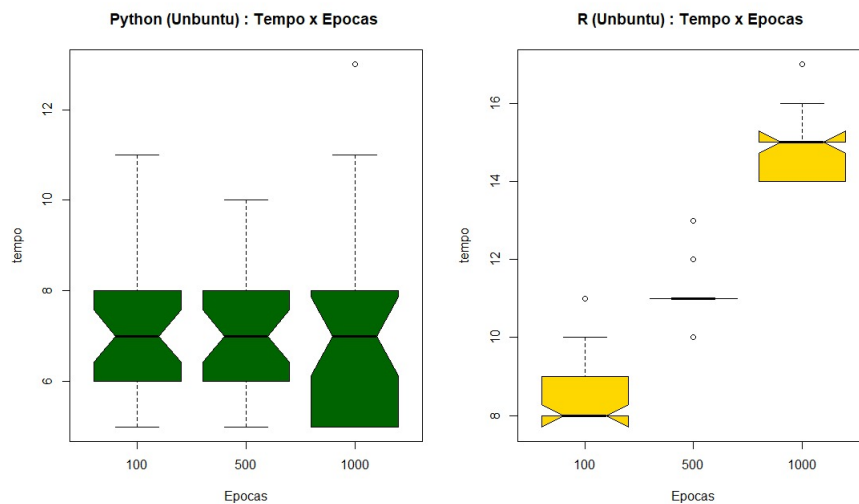 Python (Unbuntu) : Tempo x Epocas
12
10
8
6
tempo
100 500 1000
Epocas
R (Unbuntu) : Tempo x Epocas
16
14
12
10
8
tempo
100 500 1000
Epocas